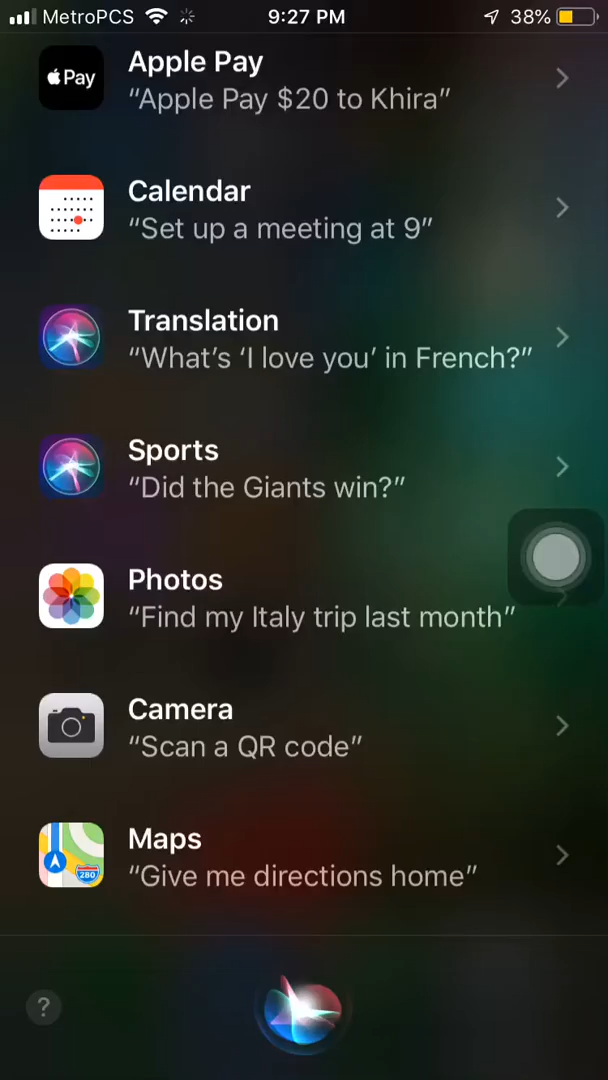 MetroPCS 9:27 PM 38%
Pay
Apple Pay
“Apple Pay $20 to Khira”
Calendar
“Set up a meeting at 9”
Translation
“What’s ‘I love you’ in French?”
Sports
“Did the Giants win?”
Photos
“Find my Italy trip last month”
Camera
“Scan a QR code”
Maps
280
“Give me directions home”
?